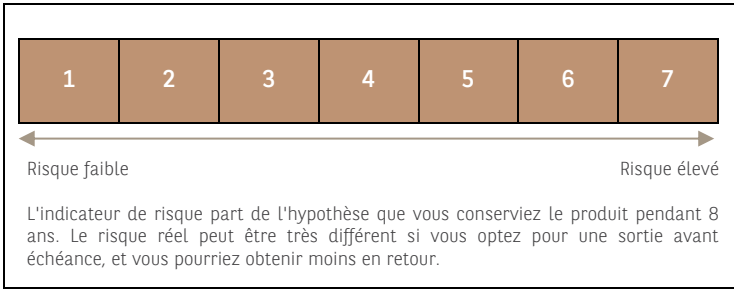 1 2 3 4 5 6 7
Risque faible Risque élevé
L'indicateur de risque part de l'hypothèse que vous conserviez le produit pendant 8
ans. Le risque réel peut être très différent si vous optez pour une sortie avant
échéance, et vous pourriez obtenir moins en retour.